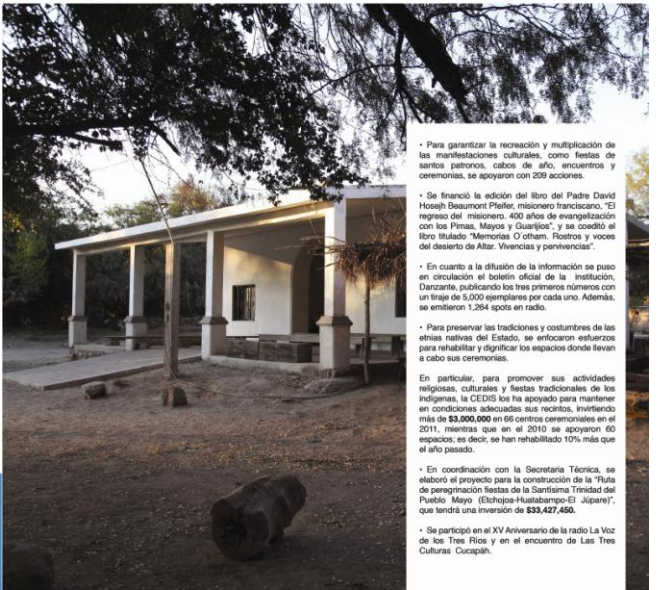 • Para garantizar la recreación y multiplicación de
las manifestaciones culturales, como fiestas de
santos patronos, cabos de año, encuentros y
ceremonias, se apoyaron con 209 acciones.
• Se financió la edición del libro del Padre David
Hosejh Beaumont Pfeifer, misionero franciscano, "El
regreso del misionero. 400 años de evangelización
con los Pimas, Mayos y Guarijíos", y se coeditó el
libro titulado "Memorias O´otham. Rostros y voces
del desierto de Altar. Vivencias y pervivencias".
• En cuanto a la difusión de la información se puso
en circulación el boletín oficial de la institución,
Danzante, publicando los tres primeros números con
un tiraje de 5,000 ejemplares por cada uno. Además,
se emitieron 1,264 spots en radio.
• Para preservar las tradiciones y costumbres de las
etnias nativas del Estado, se enfocaron esfuerzos
para rehabilitar y dignificar los espacios donde llevan
a cabo sus ceremonias.
En particular, para promover sus actividades
religiosas, culturales y fiestas tradicionales de los
indígenas, la CEDIS los ha apoyado para mantener
en condiciones adecuadas sus recintos, invirtiendo
más de $3,000,000 en 66 centros ceremoniales en el
2011, mientras que en el 2010 se apoyaron 60
espacios; es decir, se han rehabilitado 10% más que
el año pasado.
• En coordinación con la Secretaria Técnica, se
elaboró el proyecto para la construcción de la "Ruta
de peregrinación fiestas de la Santísima Trinidad del
Pueblo Mayo (Etchojoa-Huatabampo-El Júpare)",
que tendrá una inversión de $33,427,450.
• Se participó en el XV Aniversario de la radio La Voz
de los Tres Ríos y en el encuentro de Las Tres
Culturas Cucapáh.